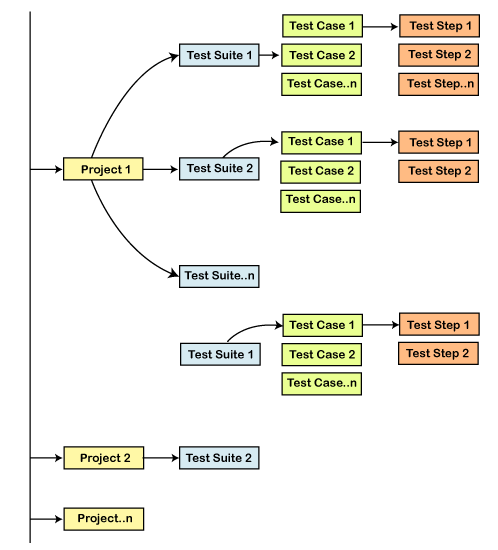 Test Case 1
Test Step 1
Test Suite 1
Test Case 2
Test Step 2
Test Case..n
Test Step..n
Test Case 1
Test Step 1
Project 1
Test Suite 2
Test Case 2
Test Step 2
Test Case..n
Test Suite..n
Test Case 1
Test Step 1
Test Suite 1
Test Case 2
Test Step 2
Test Case..n
Project 2
Test Suite 2
Project..n